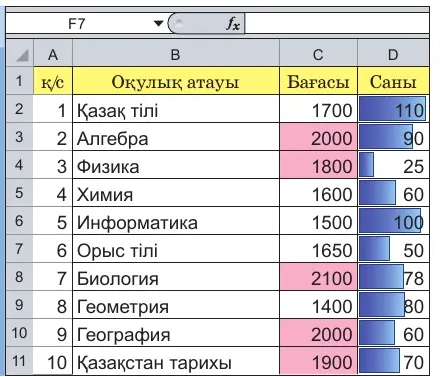 F7 fx
A B C D
1 қ/с Оқулық атауы Бағасы Саны
2 1 Қазақ тілі 1700 110
3 2 Алгебра 2000 90
4 3 Физика 1800 25
5 4 Химия 1600 60
6 5 Информатика 1500 100
7 6 Орыс тілі 1650 50
8 7 Биология 2100 78
9 8 Геометрия 1400 80
10 9 География 2000 60
11 10 Қазақстан тарихы 1900 70